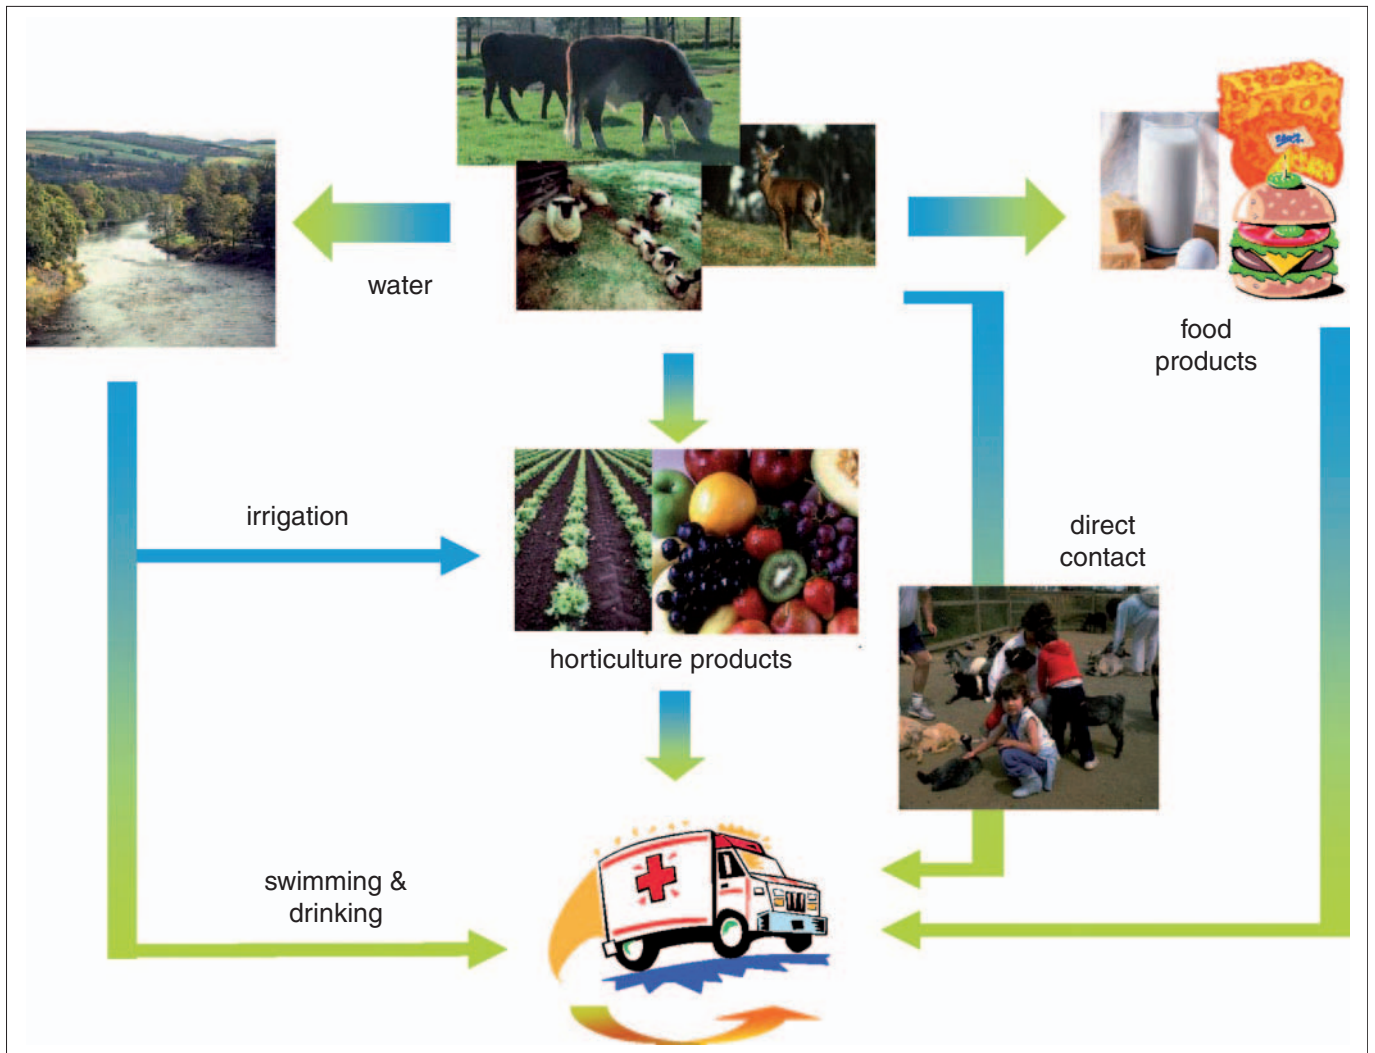 water
food
products
irrigation
direct
contact
horticulture products
swimming &
drinking